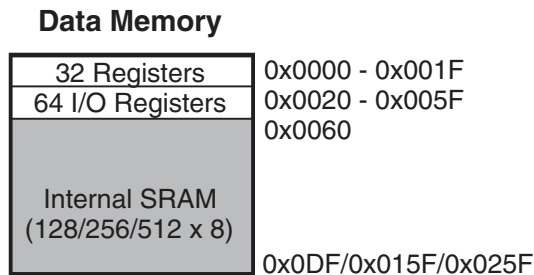 Data Memory
32 Registers 0x0000 - 0x001F
64 I/O Registers 0x0020 - 0x005F
0x0060
Internal SRAM
(128/256/512 x 8)
0x0DF/0x015F/0x025F